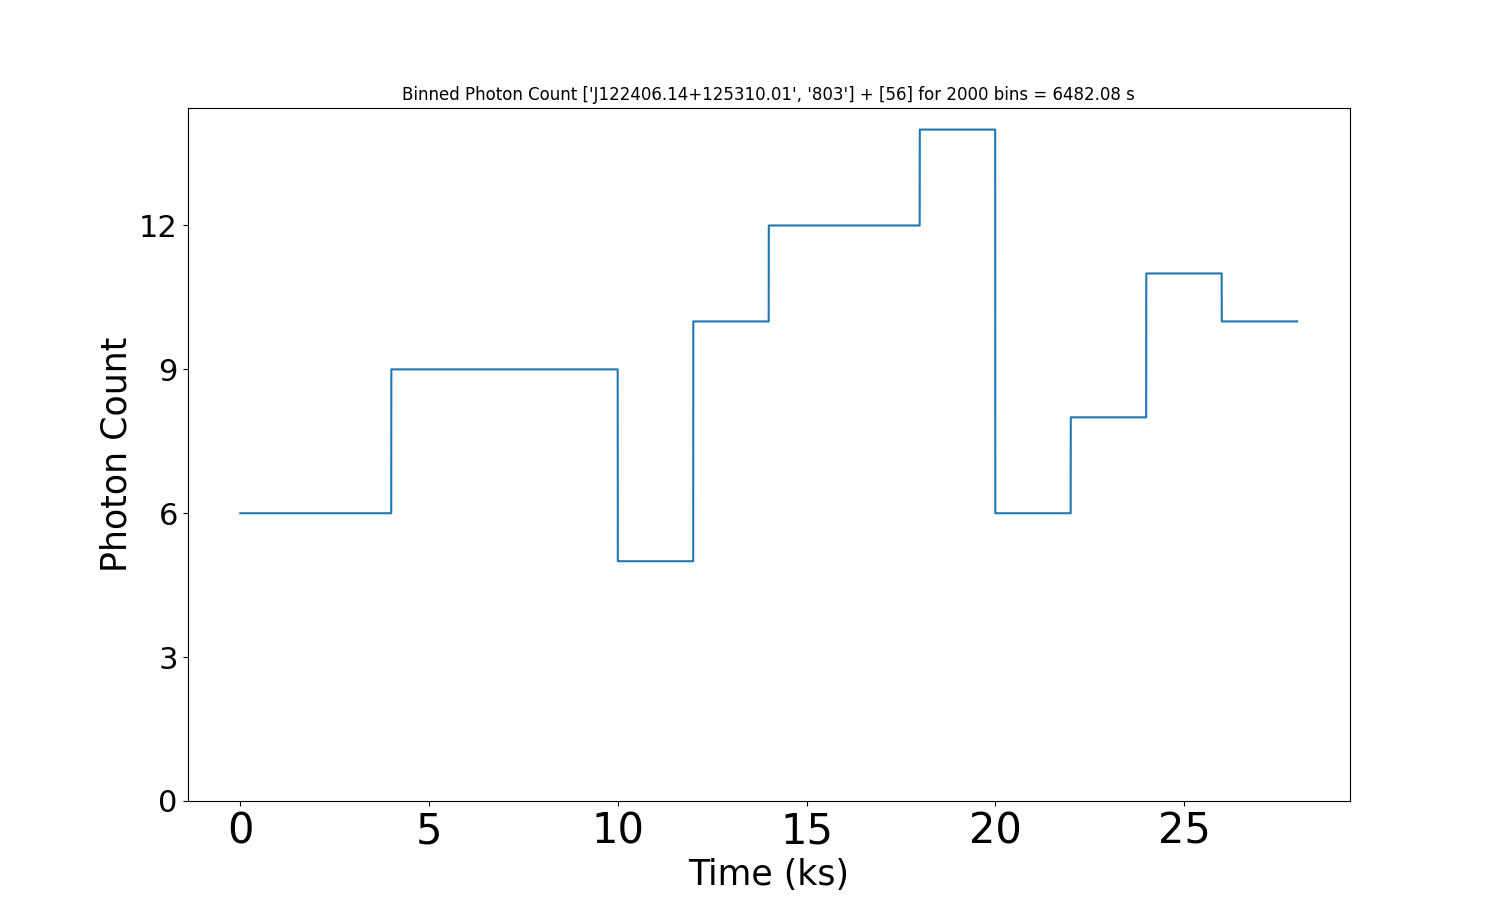 Binned Photon Count ['J122406.14+125310.01', '803'] + [56] for 2000 bins = 6482.08 s
Photon Count
12
9
6
3
0
0 5 10 15 20 25
Time (ks)